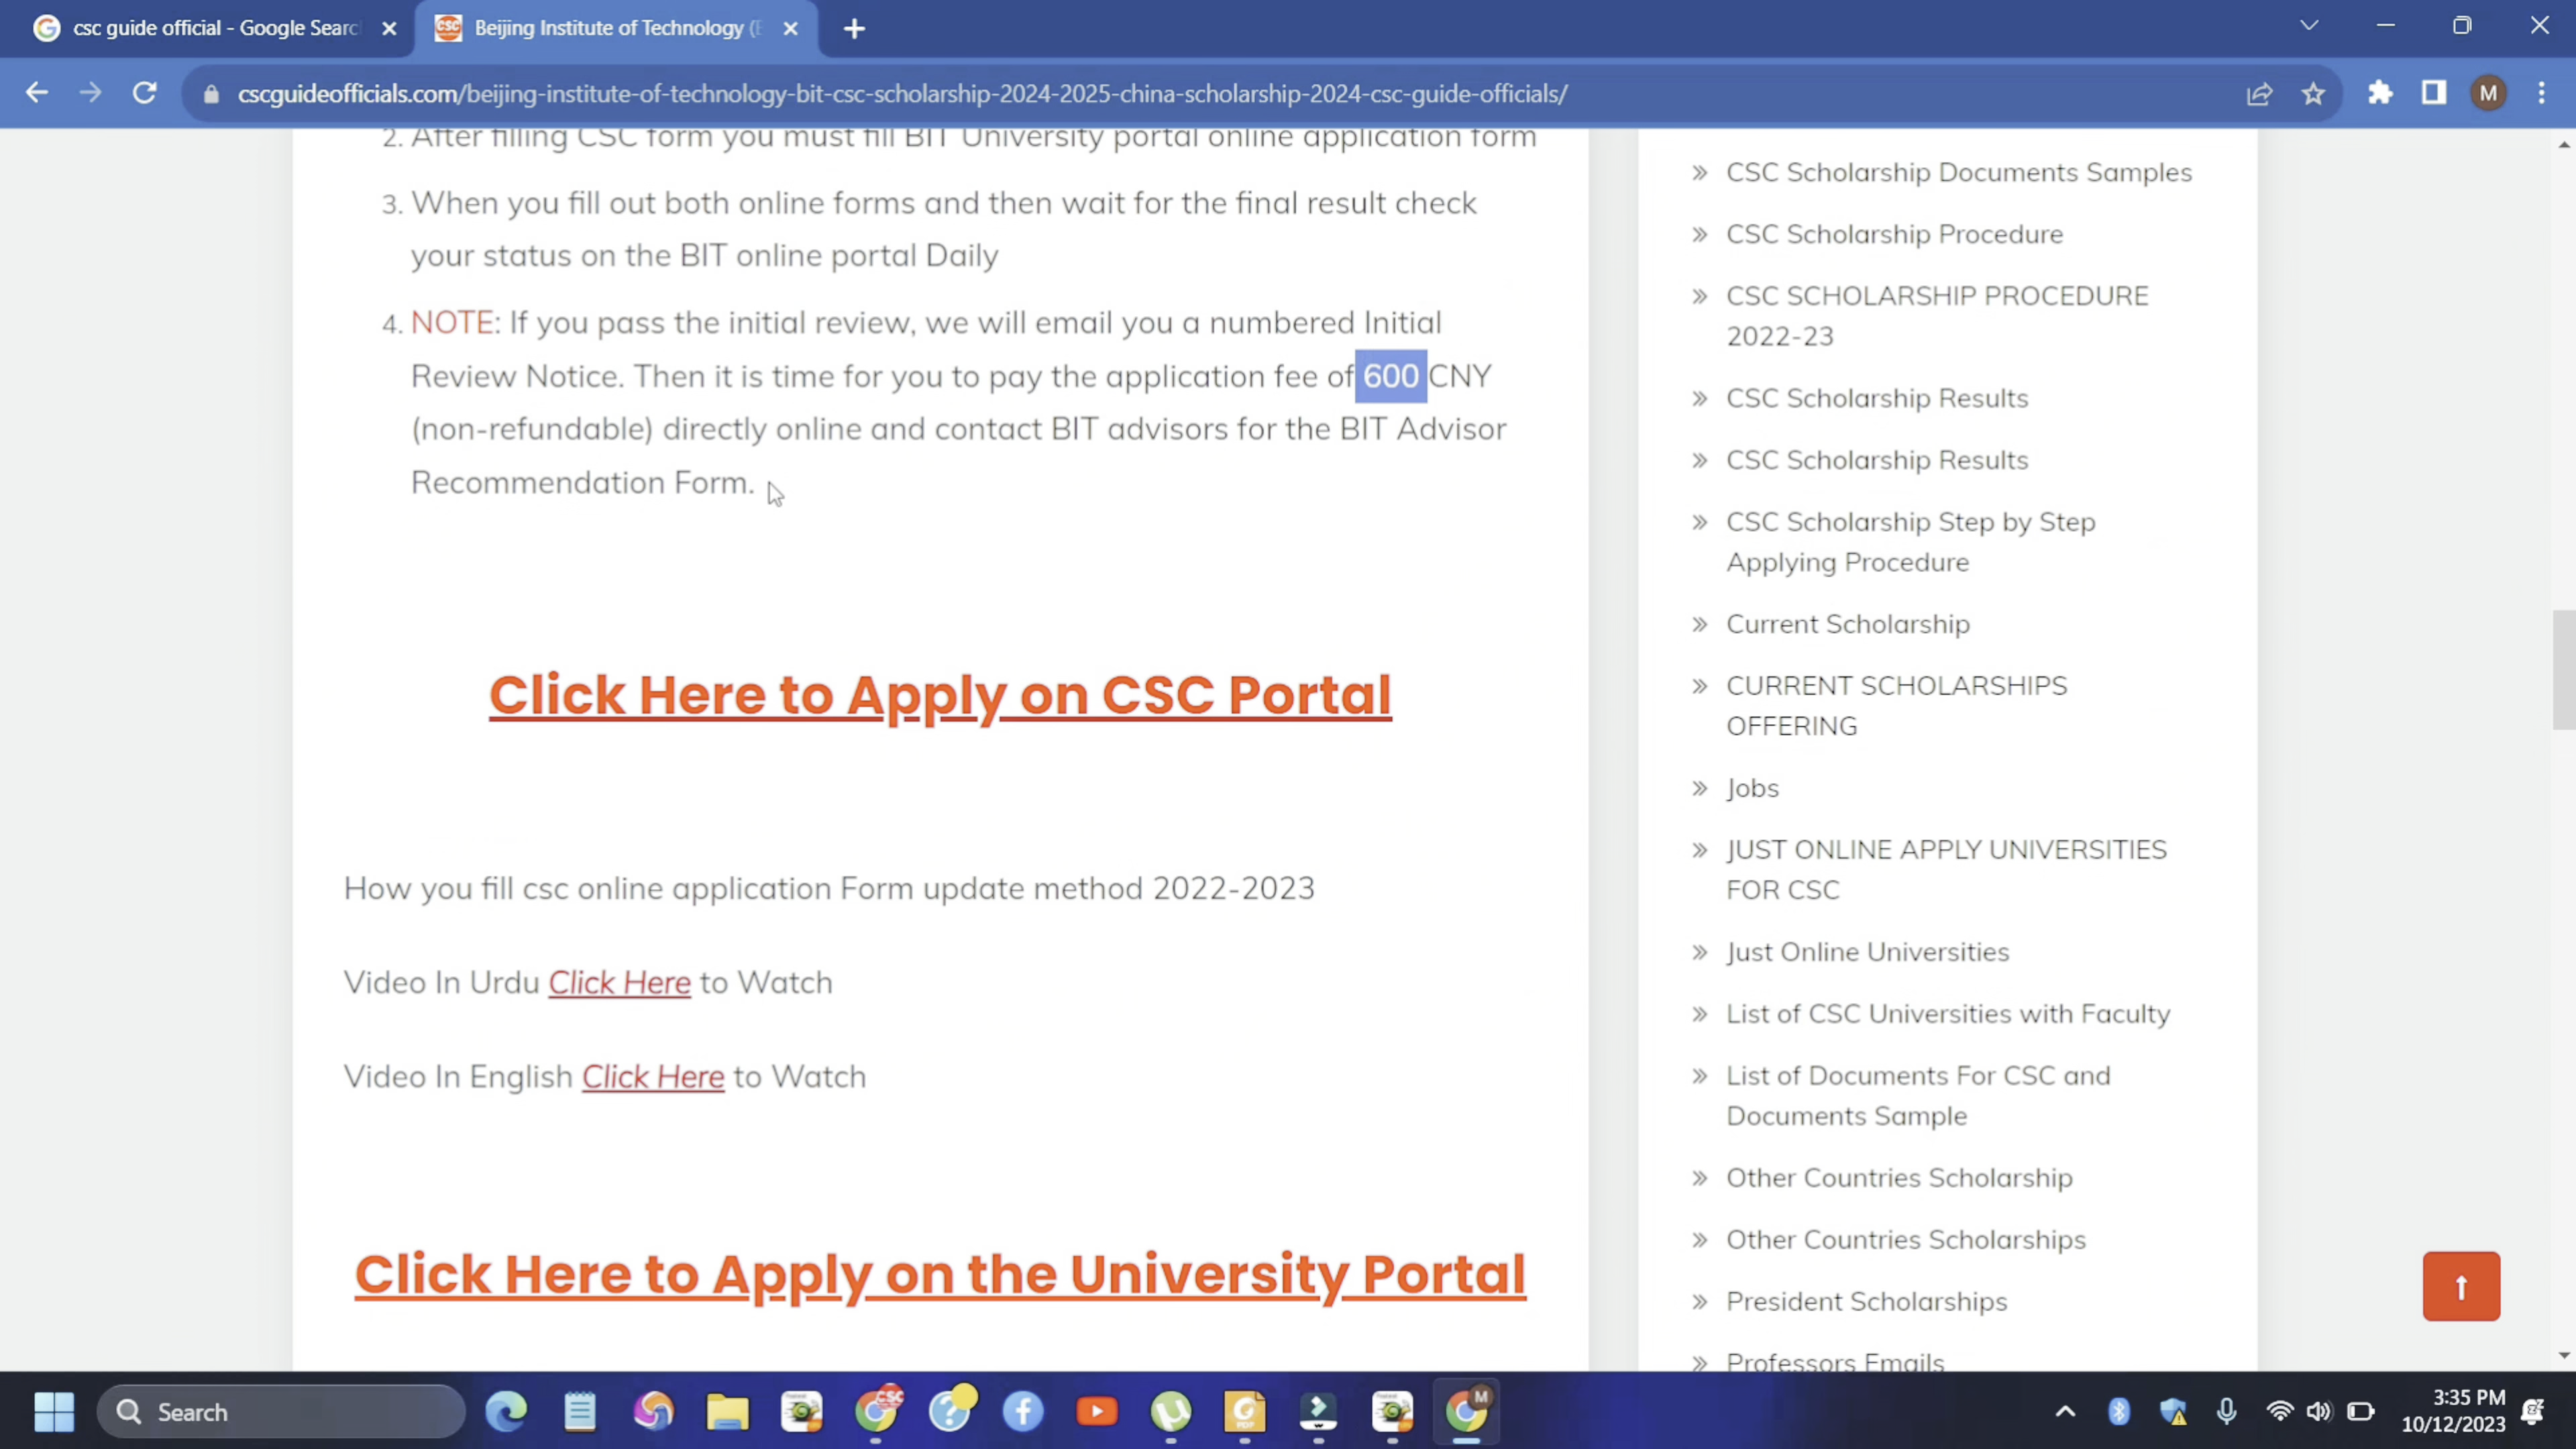 csc guide official - Google Searc
Beijing Institute of Technology (
cscguideofficials.com/beijing-institute-of-technology-bit-csc-scholarship-2024-2025-china-scholarship-2024-csc-guide-officials/
M
2. After filling CSC form you must fill BIT University portal online application form
3. When you fill out both online forms and then wait for the final result check
your status on the BIT online portal Daily
4. NOTE: If you pass the initial review, we will email you a numbered Initial
Review Notice. Then it is time for you to pay the application fee of 600 CNY
(non-refundable) directly online and contact BIT advisors for the BIT Advisor
Recommendation Form.
Click Here to Apply on CSC Portal
How you fill csc online application Form update method 2022-2023
Video In Urdu Click Here to Watch
Video In English Click Here to Watch
Click Here to Apply on the University Portal
» CSC Scholarship Documents Samples
» CSC Scholarship Procedure
» CSC SCHOLARSHIP PROCEDURE
2022-23
» CSC Scholarship Results
» CSC Scholarship Results
» CSC Scholarship Step by Step
Applying Procedure
» Current Scholarship
» CURRENT SCHOLARSHIPS
OFFERING
» Jobs
» JUST ONLINE APPLY UNIVERSITIES
FOR CSC
» Just Online Universities
» List of CSC Universities with Faculty
» List of Documents For CSC and
Documents Sample
» Other Countries Scholarship
» Other Countries Scholarships
» President Scholarships
» Professors Emails
Search
3:35 PM
10/12/2023